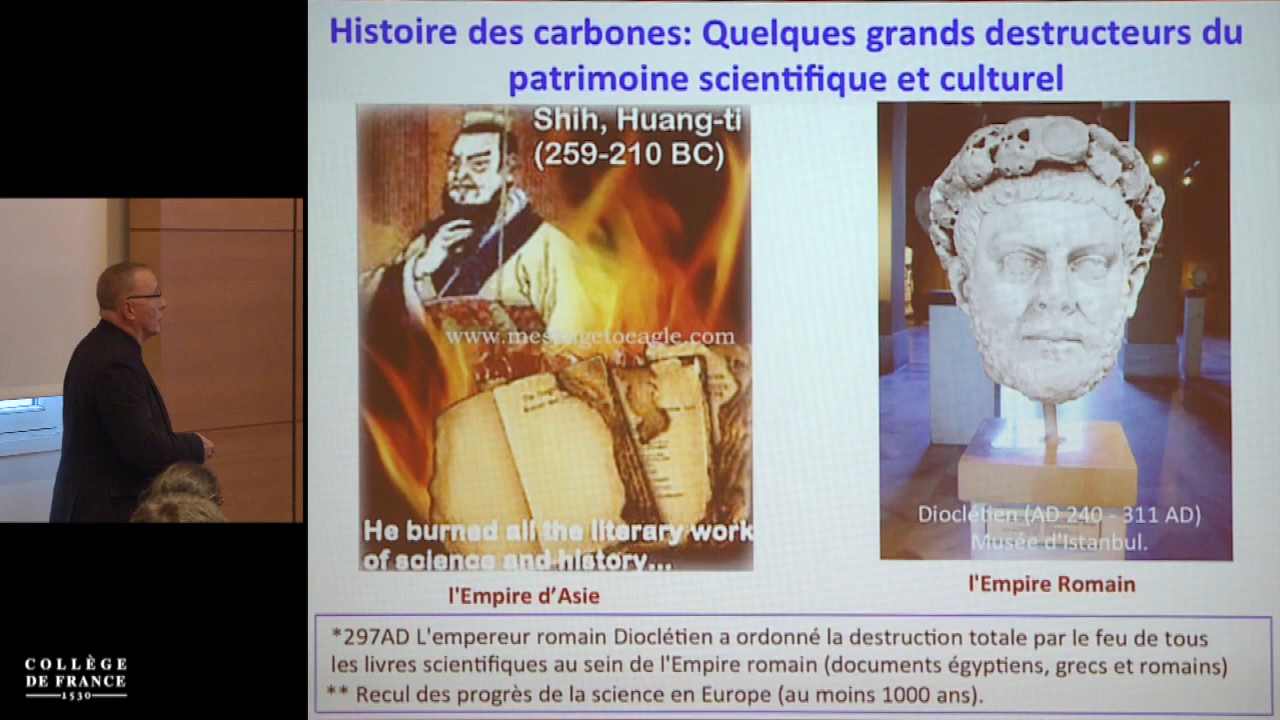 Histoire des carbones: Quelques grands destructeurs du
patrimoine scientifique et culturel
Shih, Huang-ti
(259-210 BC)
www.messagetoeagle.com
He burned all the literary work
of science and history...
l'Empire d’Asie
Dioclétien (AD 240 - 311 AD)
Musée d'Istanbul.
l'Empire Romain
*297AD L'empereur romain Dioclétien a ordonné la destruction totale par le feu de tous
les livres scientifiques au sein de l'Empire romain (documents égyptiens, grecs et romains)
** Recul des progrès de la science en Europe (au moins 1000 ans).
COLLÈGE
DE FRANCE
1530